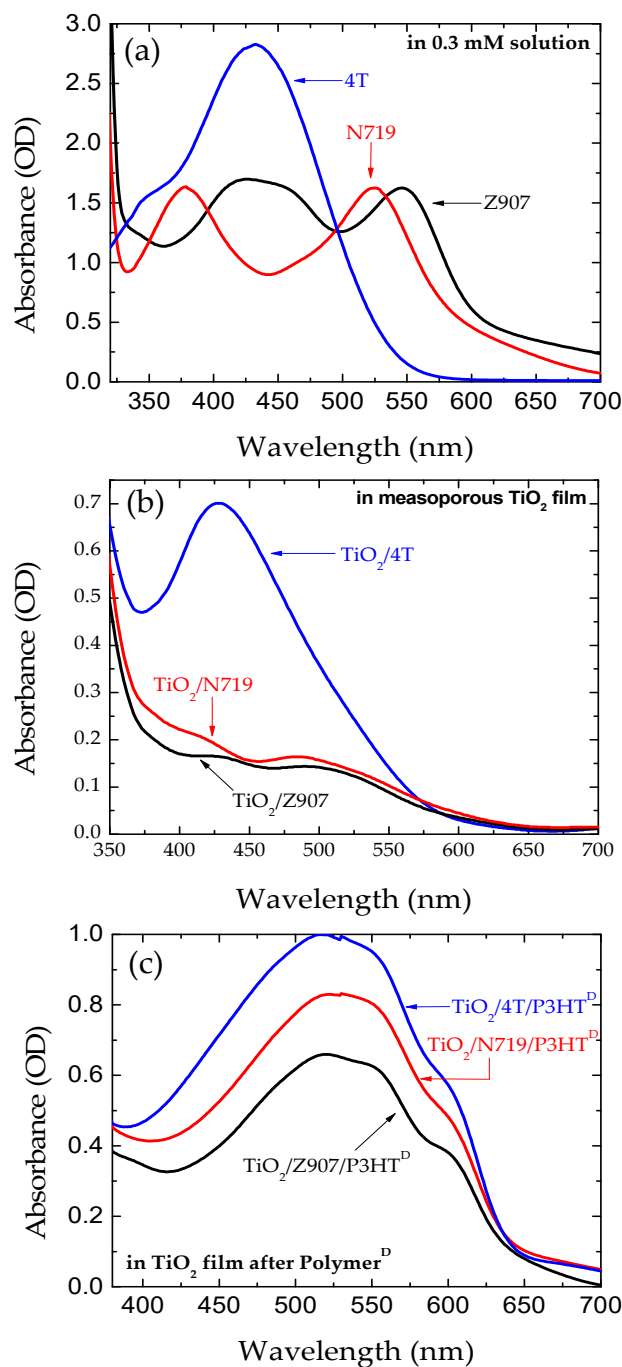 (a)
in 0.3 mM solution
4T
N719
Z907
Absorbance (OD)
3.0
2.5
2.0
1.5
1.0
0.5
0.0
350 400 450 500 550 600 650 700
Wavelength (nm)
(b)
in measoporous TiO2 film
TiO2/4T
TiO2/N719
TiO2/Z907
Absorbance (OD)
0.7
0.6
0.5
0.4
0.3
0.2
0.1
0.0
350 400 450 500 550 600 650 700
Wavelength (nm)
(c)
TiO2/4T/P3HT^D
TiO2/N719/P3HT^D
TiO2/Z907/P3HT^D
in TiO2 film after Polymer^D
Absorbance (OD)
1.0
0.8
0.6
0.4
0.2
0.0
400 450 500 550 600 650 700
Wavelength (nm)